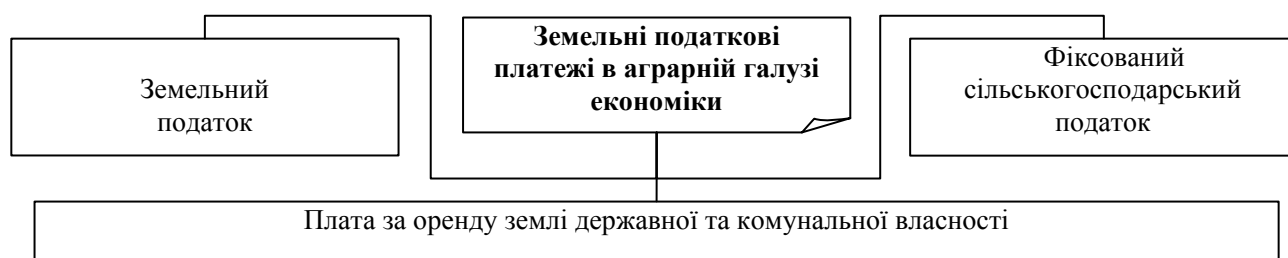 Земельний
податок
Земельні податкові
платежі в аграрній галузі
економіки
Фіксований
сільськогосподарський
податок
Плата за оренду землі державної та комунальної власності